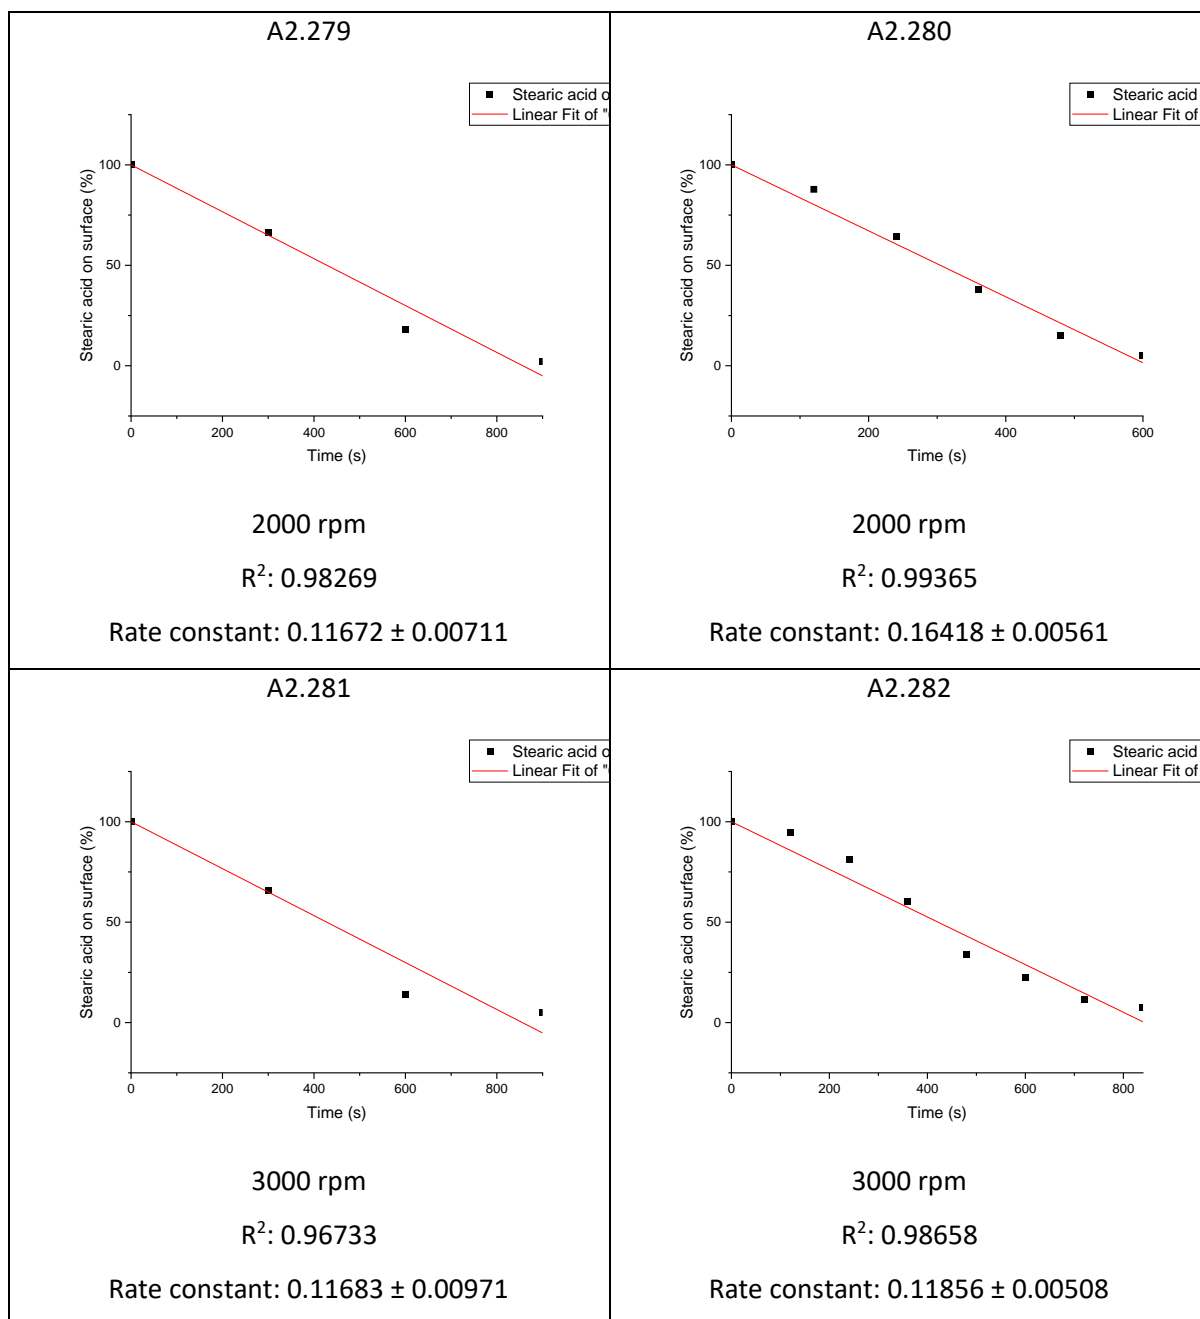 A2.279
Stearic acid o
Linear Fit of "
100
50
0
Stearic acid on surface (%)
0 200 400 600 800
Time (s)
2000 rpm
R²: 0.98269
Rate constant: 0.11672 ± 0.00711
A2.280
Stearic acid
Linear Fit of
100
50
0
Stearic acid on surface (%)
0 200 400 600
Time (s)
2000 rpm
R²: 0.99365
Rate constant: 0.16418 ± 0.00561
A2.281
Stearic acid o
Linear Fit of "
100
50
0
Stearic acid on surface (%)
0 200 400 600 800
Time (s)
3000 rpm
R²: 0.96733
Rate constant: 0.11683 ± 0.00971
A2.282
Stearic acid
Linear Fit of
100
50
0
Stearic acid on surface (%)
0 200 400 600 800
Time (s)
3000 rpm
R²: 0.98658
Rate constant: 0.11856 ± 0.00508